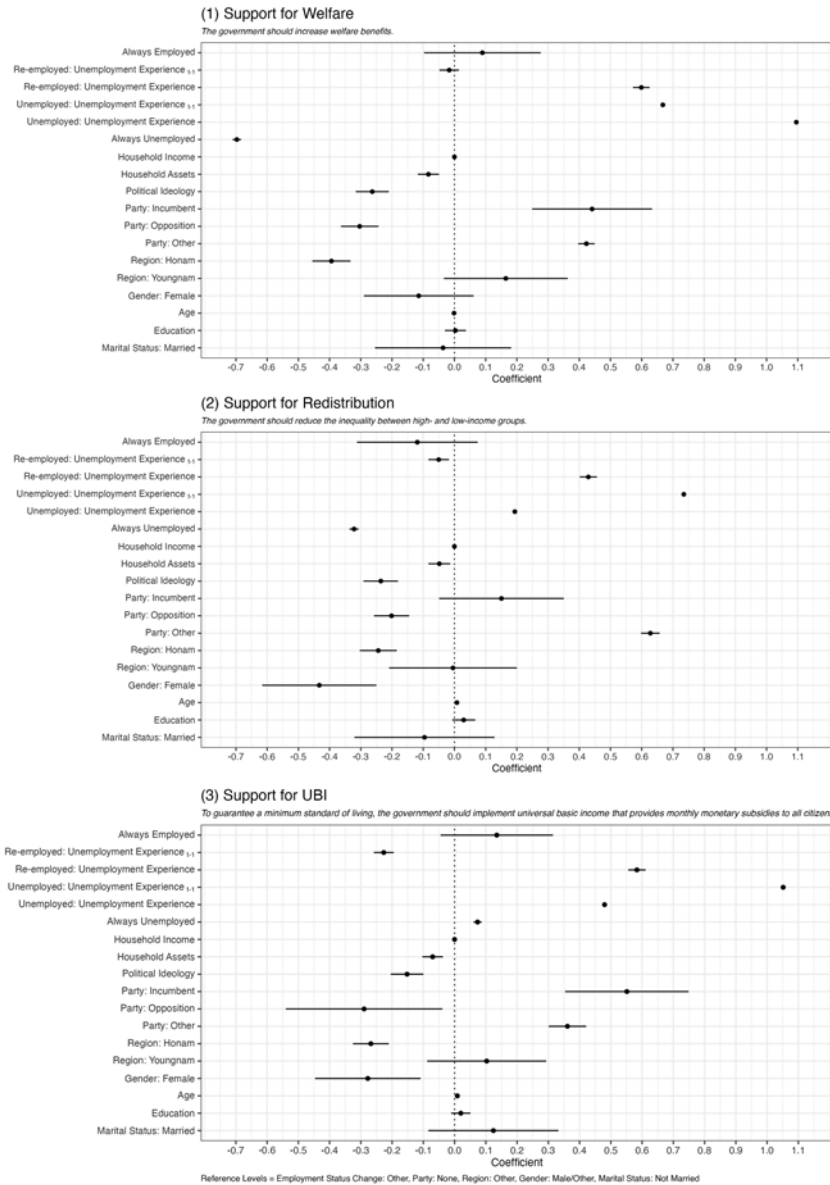 (1) Support for Welfare
The government should increase welfare benefits.
Always Employed
Re-employed: Unemployment Experience t-1
Re-employed: Unemployment Experience
Unemployed: Unemployment Experience t-1
Unemployed: Unemployment Experience
Always Unemployed
Household Income
Household Assets
Political Ideology
Party: Incumbent
Party: Opposition
Party: Other
Region: Honam
Region: Youngnam
Gender: Female
Age
Education
Marital Status: Married
-0.7 -0.6 -0.5 -0.4 -0.3 -0.2 -0.1 0.0 0.1 0.2 0.3 0.4 0.5 0.6 0.7 0.8 0.9 1.0 1.1
Coefficient
(2) Support for Redistribution
The government should reduce the inequality between high- and low-income groups.
Always Employed
Re-employed: Unemployment Experience t-1
Re-employed: Unemployment Experience
Unemployed: Unemployment Experience t-1
Unemployed: Unemployment Experience
Always Unemployed
Household Income
Household Assets
Political Ideology
Party: Incumbent
Party: Opposition
Party: Other
Region: Honam
Region: Youngnam
Gender: Female
Age
Education
Marital Status: Married
-0.7 -0.6 -0.5 -0.4 -0.3 -0.2 -0.1 0.0 0.1 0.2 0.3 0.4 0.5 0.6 0.7 0.8 0.9 1.0 1.1
Coefficient
(3) Support for UBI
To guarantee a minimum standard of living, the government should implement universal basic income that provides monthly monetary subsidies to all citizen
Always Employed
Re-employed: Unemployment Experience t-1
Re-employed: Unemployment Experience
Unemployed: Unemployment Experience t-1
Unemployed: Unemployment Experience
Always Unemployed
Household Income
Household Assets
Political Ideology
Party: Incumbent
Party: Opposition
Party: Other
Region: Honam
Region: Youngnam
Gender: Female
Age
Education
Marital Status: Married
-0.7 -0.6 -0.5 -0.4 -0.3 -0.2 -0.1 0.0 0.1 0.2 0.3 0.4 0.5 0.6 0.7 0.8 0.9 1.0 1.1
Coefficient
Reference Levels = Employment Status Change: Other, Party: None, Region: Other, Gender: Male/Other, Marital Status: Not Married